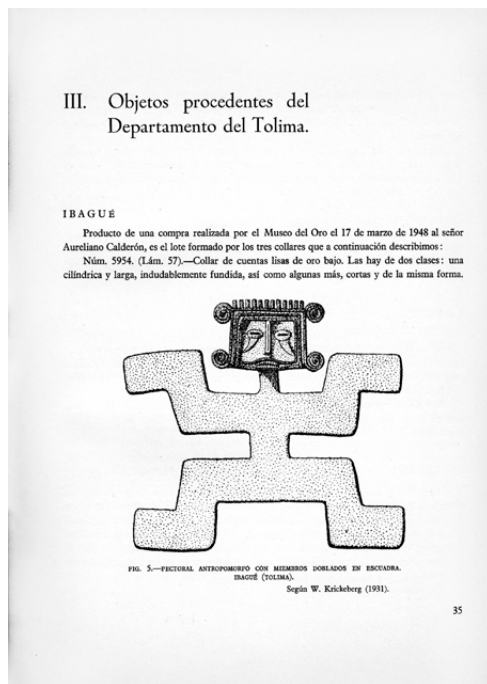 III. Objetos procedentes del
Departamento del Tolima.
IBAGUÉ
Producto de una compra realizada por el Museo del Oro el 17 de marzo de 1948 al señor
Aureliano Calderón, es el lote formado por los tres collares que a continuación describimos:
Núm. 5954. (Lám. 57).—Collar de cuentas lisas de oro bajo. Las hay de dos clases: una
cilíndrica y larga, indudablemente fundida, así como algunas más, cortas y de la misma forma.
FIG. 5.—PECTORAL ANTROPOMORFO CON MIEMBROS DOBLADOS EN ESCUADRA.
IBAGUÉ (TOLIMA).
Según W. Krickeberg (1931).
35